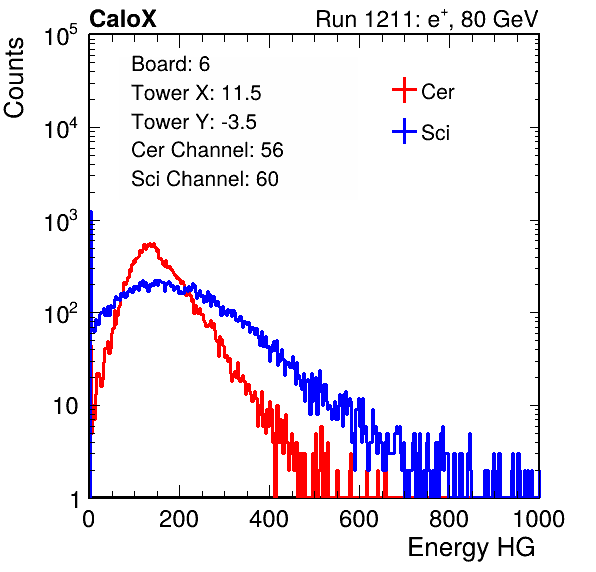 CaloX Run 1211: e⁺, 80 GeV
Counts
10⁵
10⁴
10³
10²
10
1
Board: 6
Tower X: 11.5
Tower Y: -3.5
Cer Channel: 56
Sci Channel: 60
Cer
Sci
0 200 400 600 800 1000
Energy HG